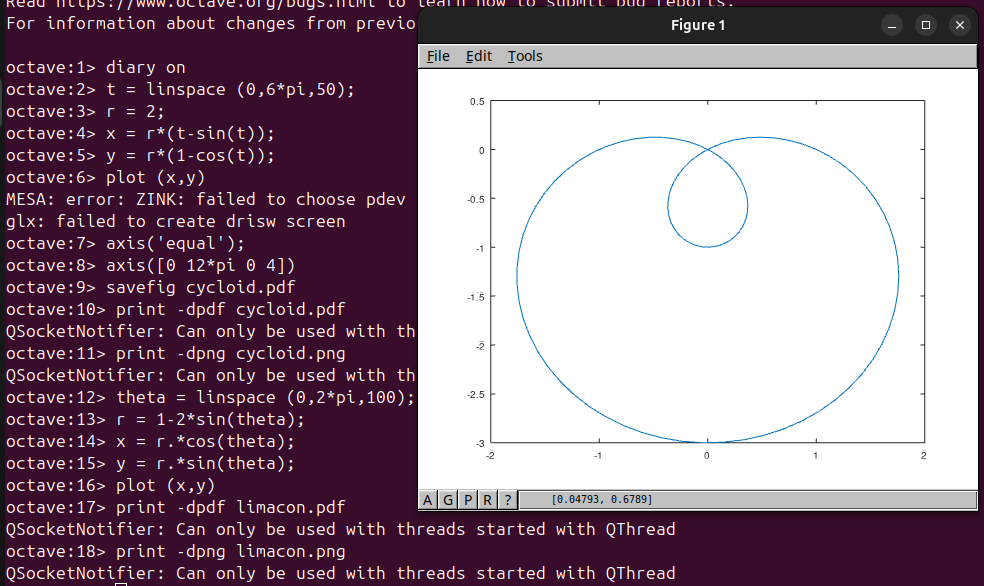 Read https://www.octave.org/bugs.html to learn how to submit bug reports.
For information about changes from previo
octave:1> diary on
octave:2> t = linspace (0,6*pi,50);
octave:3> r = 2;
octave:4> x = r*(t-sin(t));
octave:5> y = r*(1-cos(t));
octave:6> plot (x,y)
MESA: error: ZINK: failed to choose pdev
glx: failed to create drisw screen
octave:7> axis('equal');
octave:8> axis([0 12*pi 0 4])
octave:9> savefig cycloid.pdf
octave:10> print -dpdf cycloid.pdf
QSocketNotifier: Can only be used with th
octave:11> print -dpng cycloid.png
QSocketNotifier: Can only be used with th
octave:12> theta = linspace (0,2*pi,100);
octave:13> r = 1-2*sin(theta);
octave:14> x = r.*cos(theta);
octave:15> y = r.*sin(theta);
octave:16> plot (x,y)
octave:17> print -dpdf limacon.pdf
QSocketNotifier: Can only be used with threads started with QThread
octave:18> print -dpng limacon.png
QSocketNotifier: Can only be used with threads started with QThread
Figure 1
File Edit Tools
0.5
0
-0.5
-1
-1.5
-2
-2.5
-3
-2 -1 0 1 2
A G P R ? [0.04793, 0.6789]